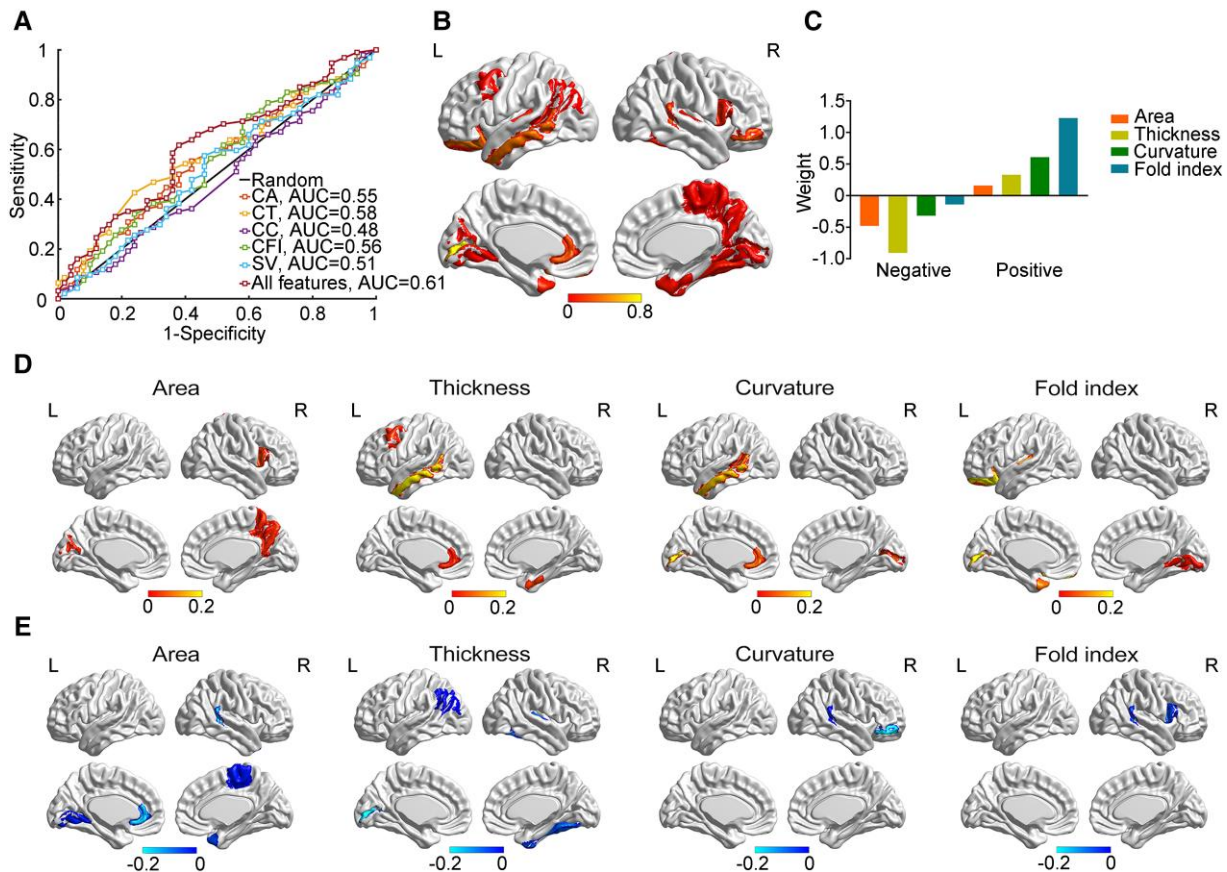 A
1
0.8
0.6
0.4
0.2
0
Sensitivity
0 0.2 0.4 0.6 0.8 1
1-Specificity
Random
CA, AUC=0.55
CT, AUC=0.58
CC, AUC=0.48
CFI, AUC=0.56
SV, AUC=0.51
All features, AUC=0.61
B
L R
0 0.8
C
1.5
1.0
0.5
0
-0.5
-1.0
Weight
Negative Positive
Area
Thickness
Curvature
Fold index
D
Area Thickness Curvature Fold index
L R L R L R L R
0 0.2 0 0.2 0 0.2 0 0.2
E
Area Thickness Curvature Fold index
L R L R L R L R
-0.2 0 -0.2 0 -0.2 0 -0.2 0